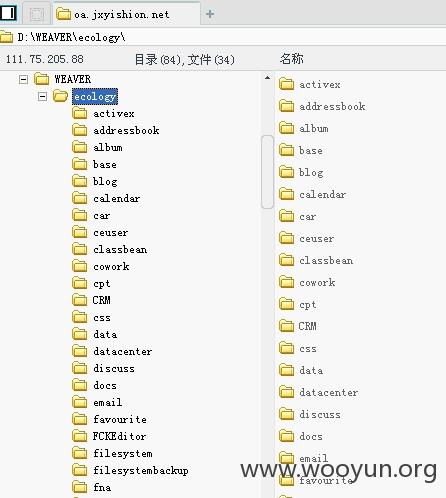 oa.jxyishion.net
D:\WEAVER\ecology\
111.75.205.88 目录(84),文件(34) 名称
WEAVER
ecology
activex
addressbook
album
base
blog
calendar
car
ceuser
classbean
cowork
cpt
CRM
css
data
datacenter
discuss
docs
email
favourite
FCKEditor
filesystem
filesystembackup
fna
activex
addressbook
album
base
blog
calendar
car
ceuser
classbean
cowork
cpt
CRM
css
data
datacenter
discuss
docs
email
favourite
www.wooyun.org